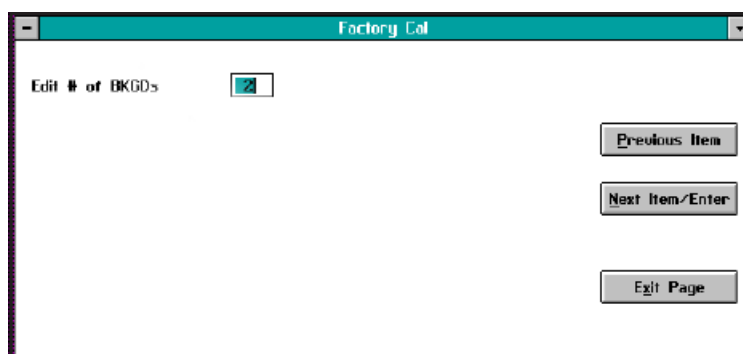 Factory Cal
Edit # of BKGDs 2
Previous Item
Next Item/Enter
Exit Page